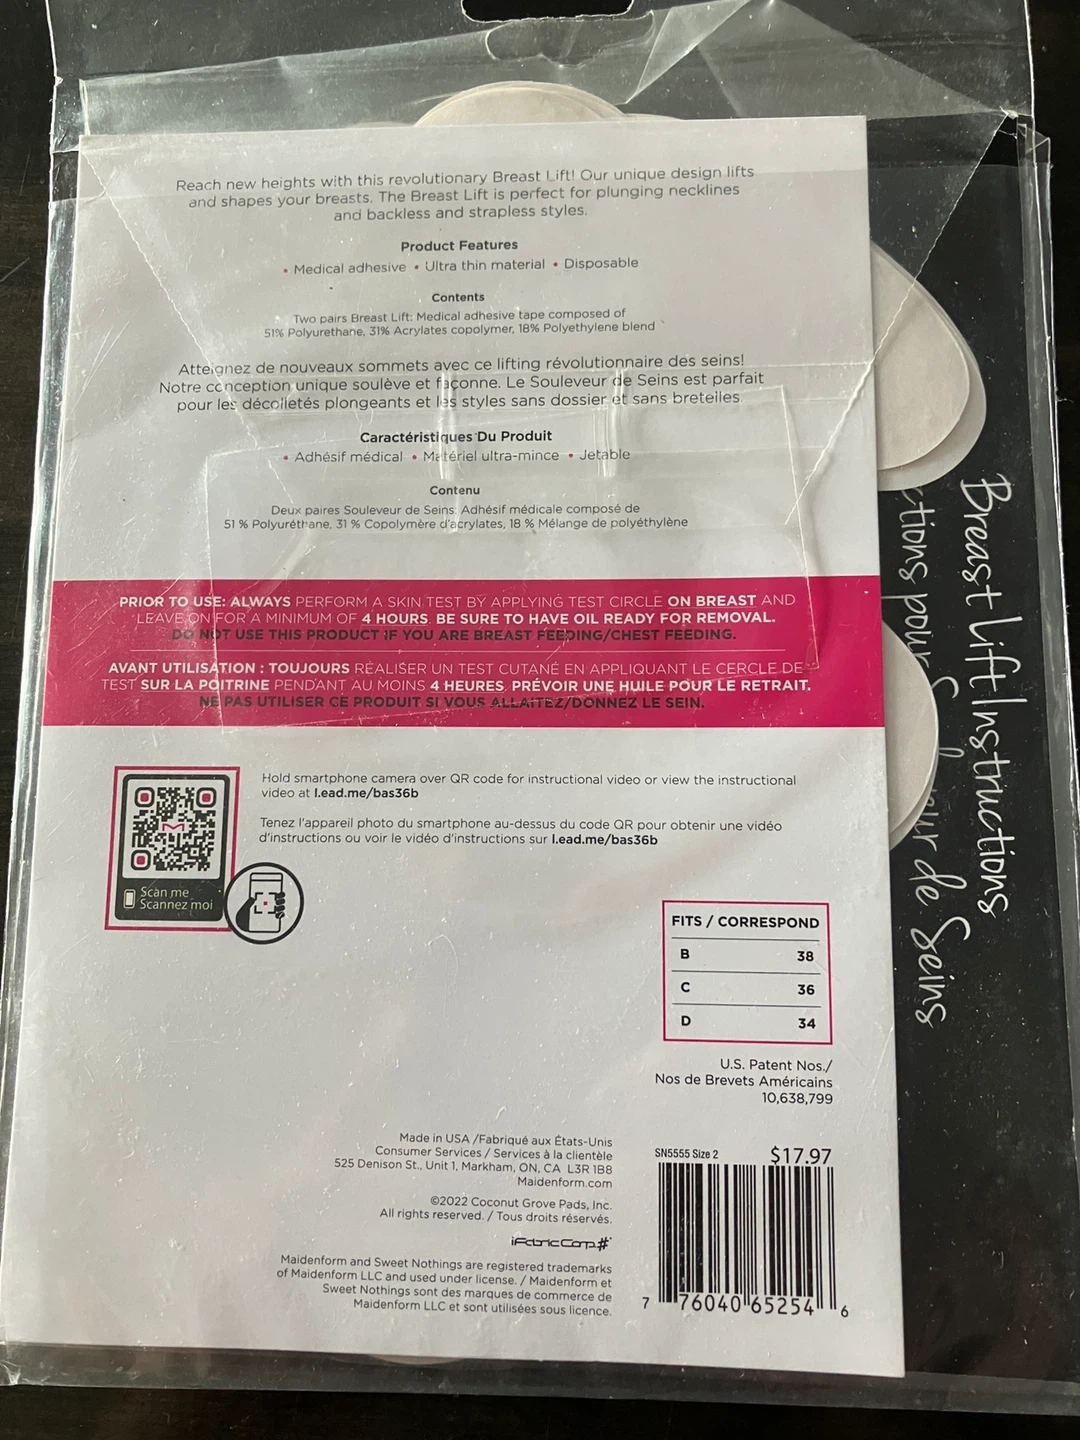 Reach new heights with this revolutionary Breast Lift! Our unique design lifts
and shapes your breasts. The Breast Lift is perfect for plunging necklines
and backless and strapless styles.
Product Features
• Medical adhesive • Ultra thin material • Disposable
Contents
Two pairs Breast Lift: Medical adhesive tape composed of
51% Polyurethane, 31% Acrylates copolymer, 18% Polyethylene blend
Atteignez de nouveaux sommets avec ce lifting révolutionnaire des seins!
Notre conception unique soulève et façonne. Le Souleveur de Seins est parfait
pour les décolletés plongeants et les styles sans dossier et sans bretelles.
Caractéristiques Du Produit
• Adhésif médical • Matériel ultra-mince • Jetable
Contenu
Deux paires Souleveur de Seins: Adhésif médicale composé de
51 % Polyuréthane, 31 % Copolymère d'acrylates, 18 % Mélange de polyéthylène
PRIOR TO USE: ALWAYS PERFORM A SKIN TEST BY APPLYING TEST CIRCLE ON BREAST AND
LEAVE ON FOR A MINIMUM OF 4 HOURS. BE SURE TO HAVE OIL READY FOR REMOVAL.
DO NOT USE THIS PRODUCT IF YOU ARE BREAST FEEDING/CHEST FEEDING.
AVANT UTILISATION : TOUJOURS RÉALISER UN TEST CUTANÉ EN APPLIQUANT LE CERCLE DE
TEST SUR LA POITRINE PENDANT AU MOINS 4 HEURES. PRÉVOIR UNE HUILE POUR LE RETRAIT.
NE PAS UTILISER CE PRODUIT SI VOUS ALLAITEZ/DONNEZ LE SEIN.
Hold smartphone camera over QR code for instructional video or view the instructional
video at l.ead.me/bas36b
Tenez l'appareil photo du smartphone au-dessus du code QR pour obtenir une vidéo
d'instructions ou voir le vidéo d'instructions sur l.ead.me/bas36b
Scan me
Scannez moi
FITS / CORRESPOND
B 38
C 36
D 34
U.S. Patent Nos./
Nos de Brevets Américains
10,638,799
Made in USA /Fabriqué aux États-Unis
Consumer Services / Services à la clientèle
525 Denison St., Unit 1, Markham, ON, CA L3R 1B8
Maidenform.com
©2022 Coconut Grove Pads, Inc.
All rights reserved. / Tous droits réservés.
iFabricCorp.#
Maidenform and Sweet Nothings are registered trademarks
of Maidenform LLC and used under license. / Maidenform et
Sweet Nothings sont des marques de commerce de
Maidenform LLC et sont utilisées sous licence.
SN5555 Size 2 $17.97
7 76040 65254 6
Breast Lift Instructions
ctions pour de Seins